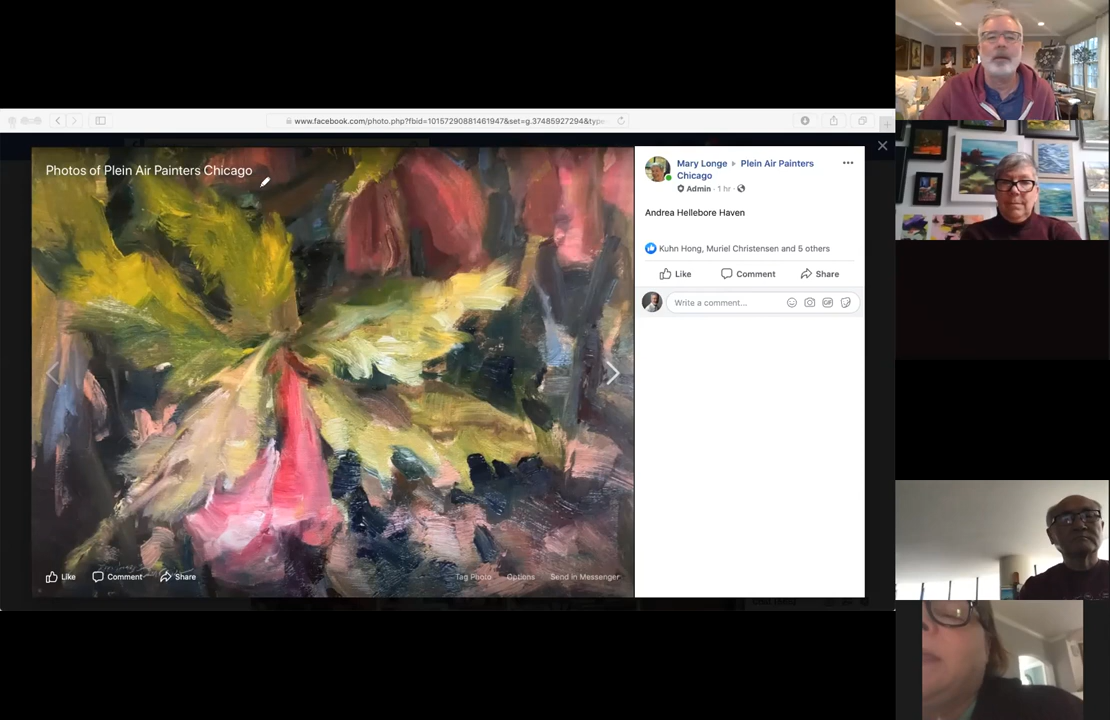 www.facebook.com/photo.php?fbid=10157290881461947&set=g.37485927294&type
Photos of Plein Air Painters Chicago
Mary Longe ▸ Plein Air Painters
Chicago
Admin · 1 hr ·
Andrea Hellebore Haven
Kuhn Hong, Muriel Christensen and 5 others
Like Comment Share
Write a comment...
GIF
Like Comment Share
Tag Photo Options Send in Messenger